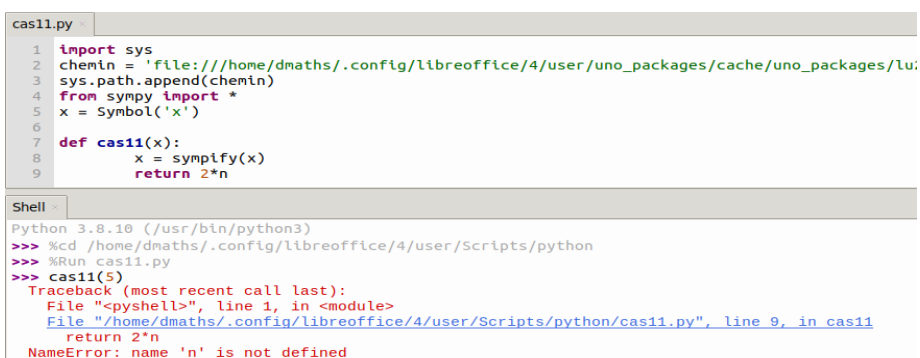 cas11.py ×
1 import sys
2 chemin = 'file:///home/dmaths/.config/libreoffice/4/user/uno_packages/cache/uno_packages/lu2
3 sys.path.append(chemin)
4 from sympy import *
5 x = Symbol('x')
6
7 def cas11(x):
8 x = sympify(x)
9 return 2*n
Shell ×
Python 3.8.10 (/usr/bin/python3)
>>> %cd /home/dmaths/.config/libreoffice/4/user/Scripts/python
>>> %Run cas11.py
>>> cas11(5)
Traceback (most recent call last):
File "<pyshell>", line 1, in <module>
File "/home/dmaths/.config/libreoffice/4/user/Scripts/python/cas11.py", line 9, in cas11
return 2*n
NameError: name 'n' is not defined